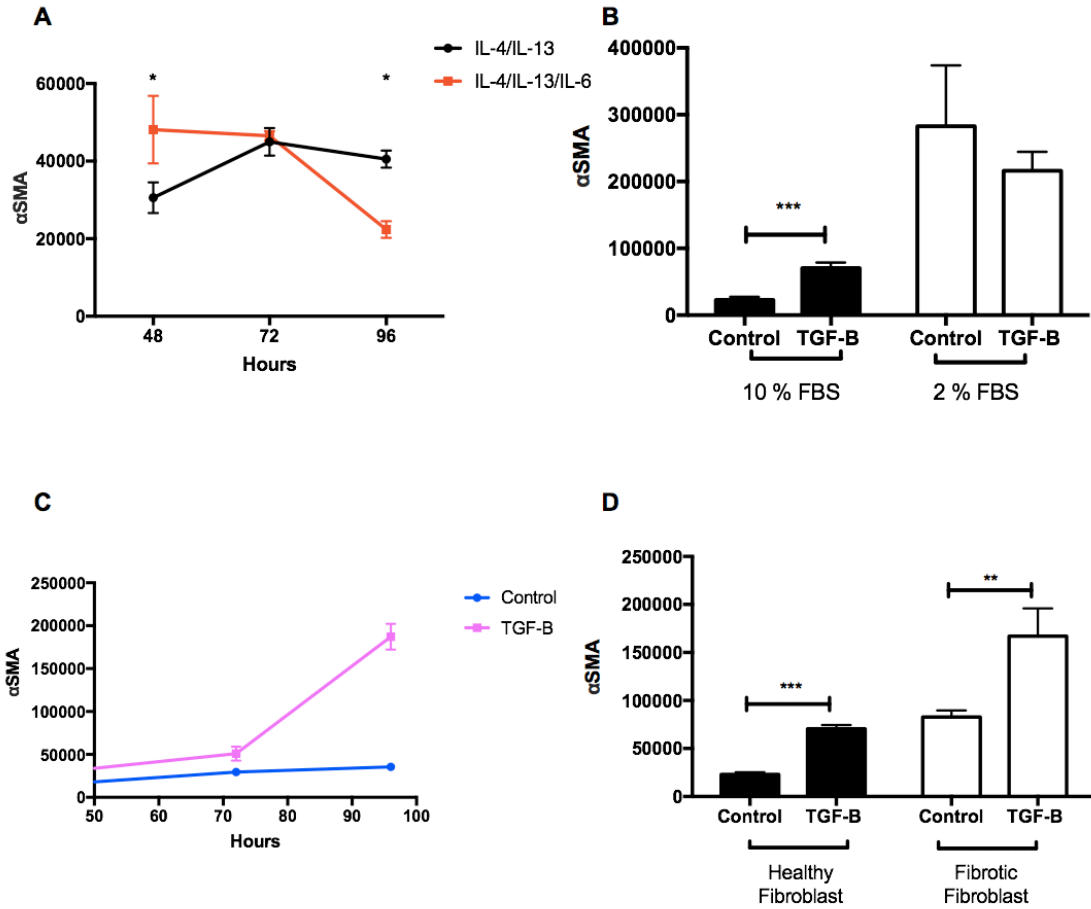 A
IL-4/IL-13
IL-4/IL-13/IL-6
* *
60000
40000
20000
0
αSMA
48 72 96
Hours
B
400000
300000
200000
100000
0
αSMA
***
Control TGF-B Control TGF-B
10 % FBS 2 % FBS
C
250000
200000
150000
100000
50000
0
αSMA
50 60 70 80 90 100
Hours
Control
TGF-B
D
250000
200000
150000
100000
50000
0
αSMA
***
**
Control TGF-B Control TGF-B
Healthy Fibrotic
Fibroblast Fibroblast